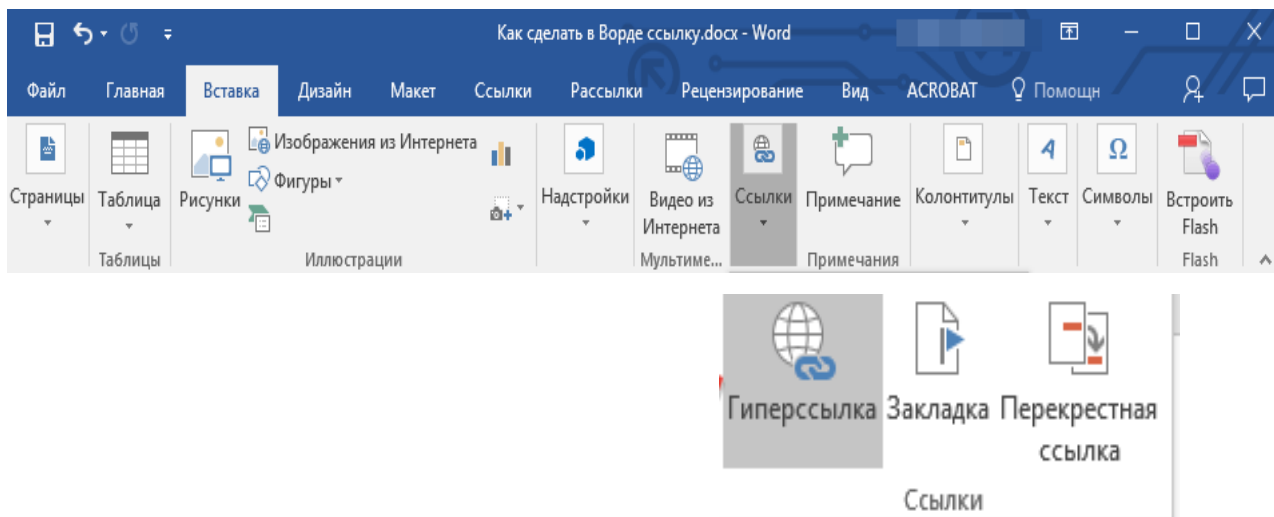 Как сделать в Ворде ссылку.docx - Word
Файл Главная Вставка Дизайн Макет Ссылки Рассылки Рецензирование Вид ACROBAT Помощн
Изображения из Интернета
Фигуры
Страницы Таблица Рисунки Надстройки Видео из Ссылки Примечание Колонтитулы Текст Символы Встроить
Интернета Flash
Таблицы Иллюстрации Мультиме... Примечания Flash
Гиперссылка Закладка Перекрестная
ссылка
Ссылки